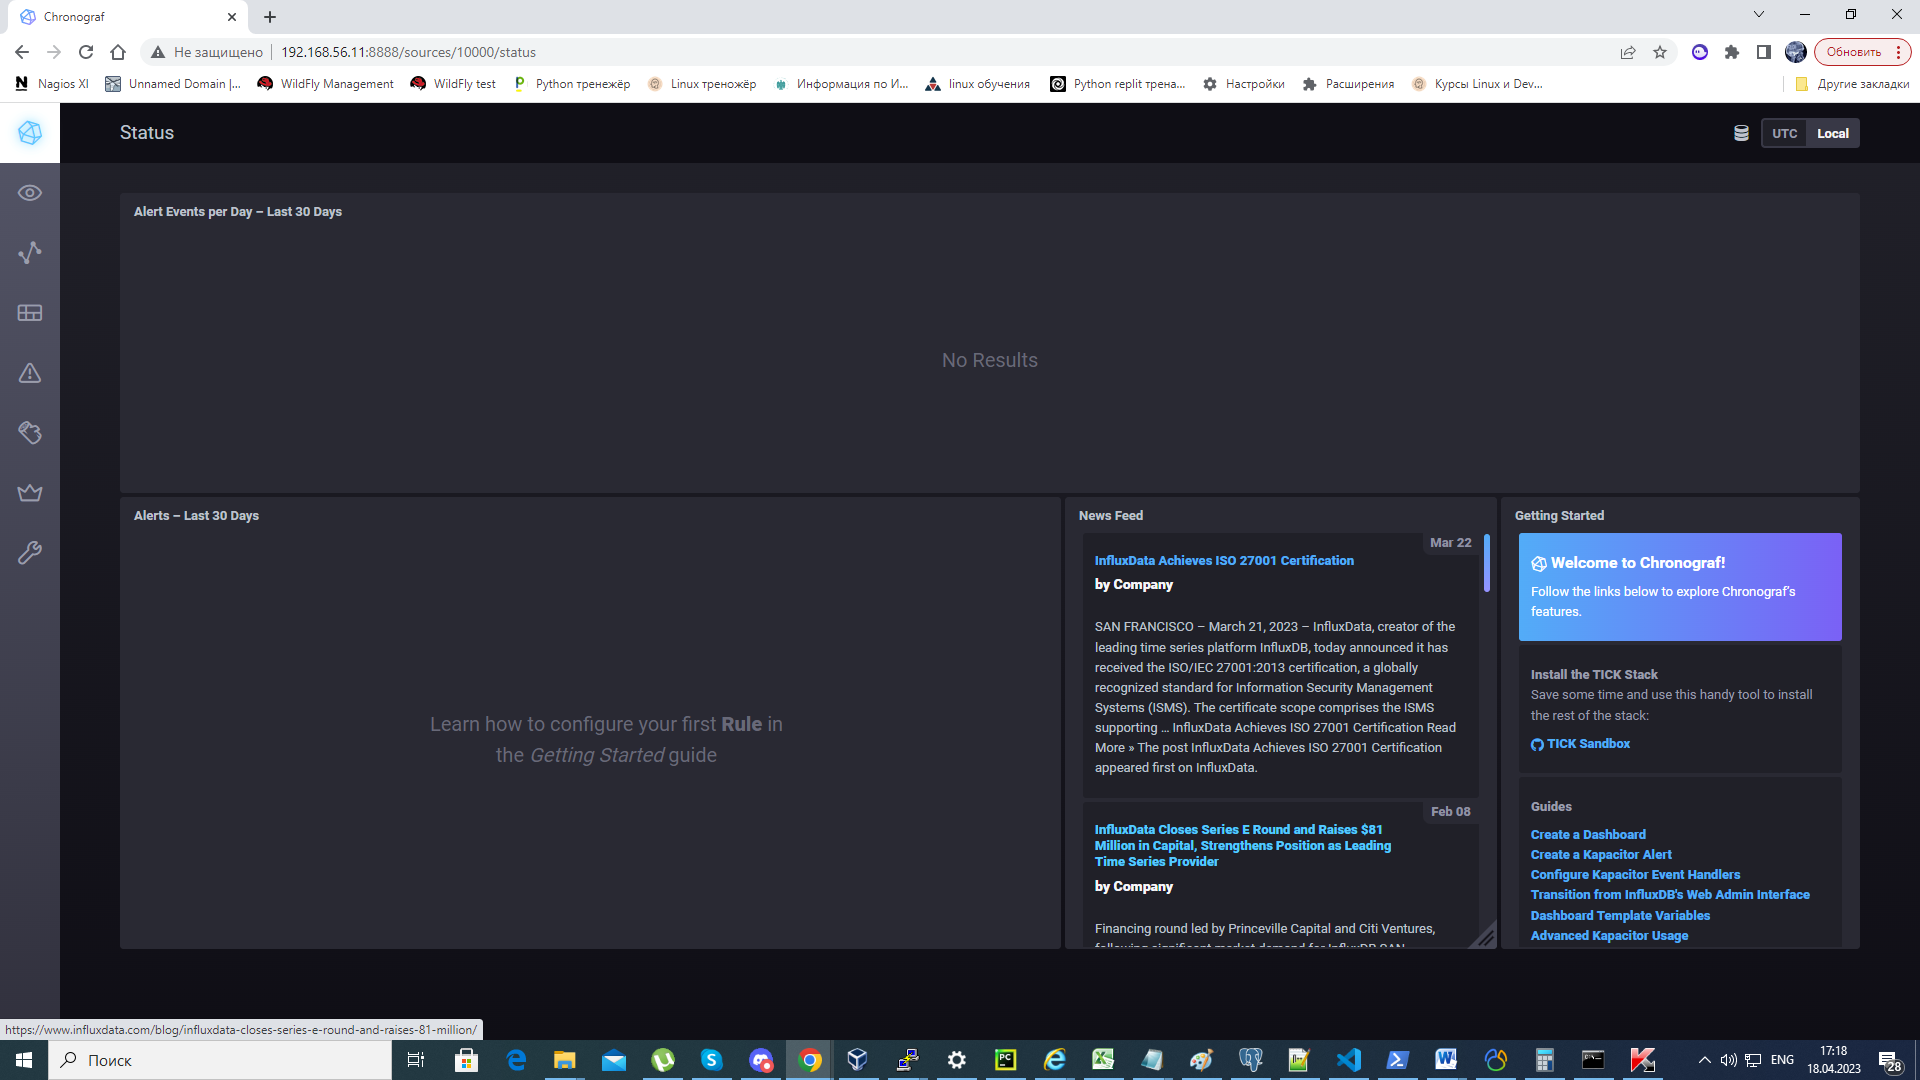 Chronograf
Не защищено
192.168.56.11:8888/sources/10000/status
Обновить
Nagios XI
Unnamed Domain |...
WildFly Management
WildFly test
Python тренежёр
Linux треножёр
Информация по И...
linux обучения
Python replit трена...
Настройки
Расширения
Курсы Linux и Dev...
Другие закладки
Status
UTC
Local
Alert Events per Day – Last 30 Days
No Results
Alerts – Last 30 Days
Learn how to configure your first Rule in
the Getting Started guide
News Feed
Mar 22
InfluxData Achieves ISO 27001 Certification
by Company
SAN FRANCISCO – March 21, 2023 – InfluxData, creator of the
leading time series platform InfluxDB, today announced it has
received the ISO/IEC 27001:2013 certification, a globally
recognized standard for Information Security Management
Systems (ISMS). The certificate scope comprises the ISMS
supporting … InfluxData Achieves ISO 27001 Certification Read
More » The post InfluxData Achieves ISO 27001 Certification
appeared first on InfluxData.
Feb 08
InfluxData Closes Series E Round and Raises $81
Million in Capital, Strengthens Position as Leading
Time Series Provider
by Company
Financing round led by Princeville Capital and Citi Ventures,
following significant market demand for InfluxDB SAN
Getting Started
Welcome to Chronograf!
Follow the links below to explore Chronograf's
features.
Install the TICK Stack
Save some time and use this handy tool to install
the rest of the stack:
TICK Sandbox
Guides
Create a Dashboard
Create a Kapacitor Alert
Configure Kapacitor Event Handlers
Transition from InfluxDB's Web Admin Interface
Dashboard Template Variables
Advanced Kapacitor Usage
https://www.influxdata.com/blog/influxdata-closes-series-e-round-and-raises-81-million/
Поиск
ENG
17:18
18.04.2023
28